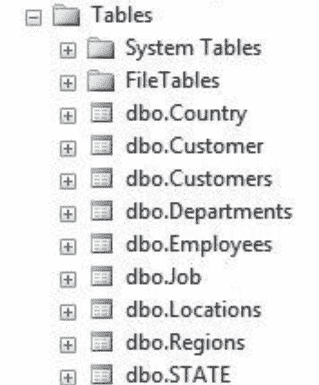 Tables
System Tables
FileTables
dbo.Country
dbo.Customer
dbo.Customers
dbo.Departments
dbo.Employees
dbo.Job
dbo.Locations
dbo.Regions
dbo.STATE